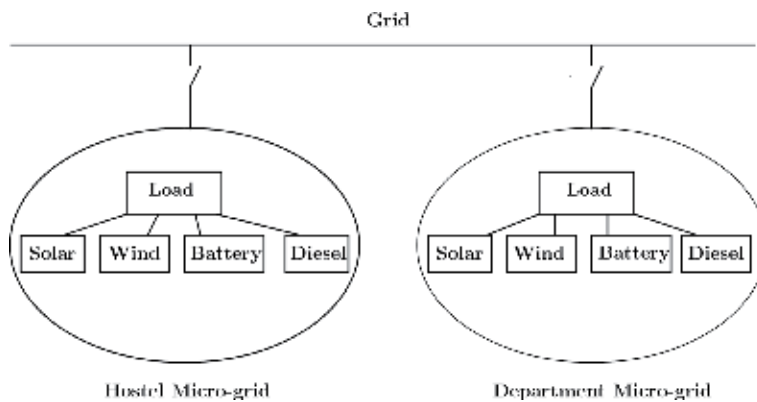 Grid
Load Load
Solar Wind Battery Diesel Solar Wind Battery Diesel
Hostel Micro-grid Department Micro-grid